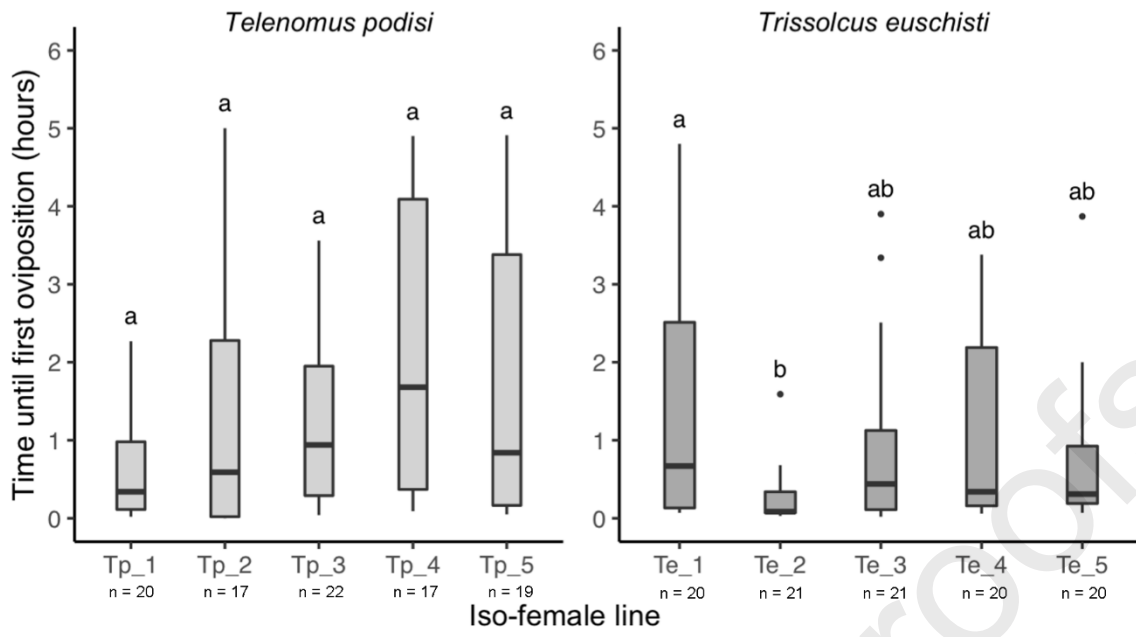 Telenomus podisi
Trissolcus euschisti
Time until first oviposition (hours)
6
5
4
3
2
1
0
a
a
a
a
a
Tp_1
Tp_2
Tp_3
Tp_4
Tp_5
n = 20
n = 17
n = 22
n = 17
n = 19
6
5
4
3
2
1
0
a
b
ab
ab
ab
Te_1
Te_2
Te_3
Te_4
Te_5
n = 20
n = 21
n = 21
n = 20
n = 20
Iso-female line
roofs